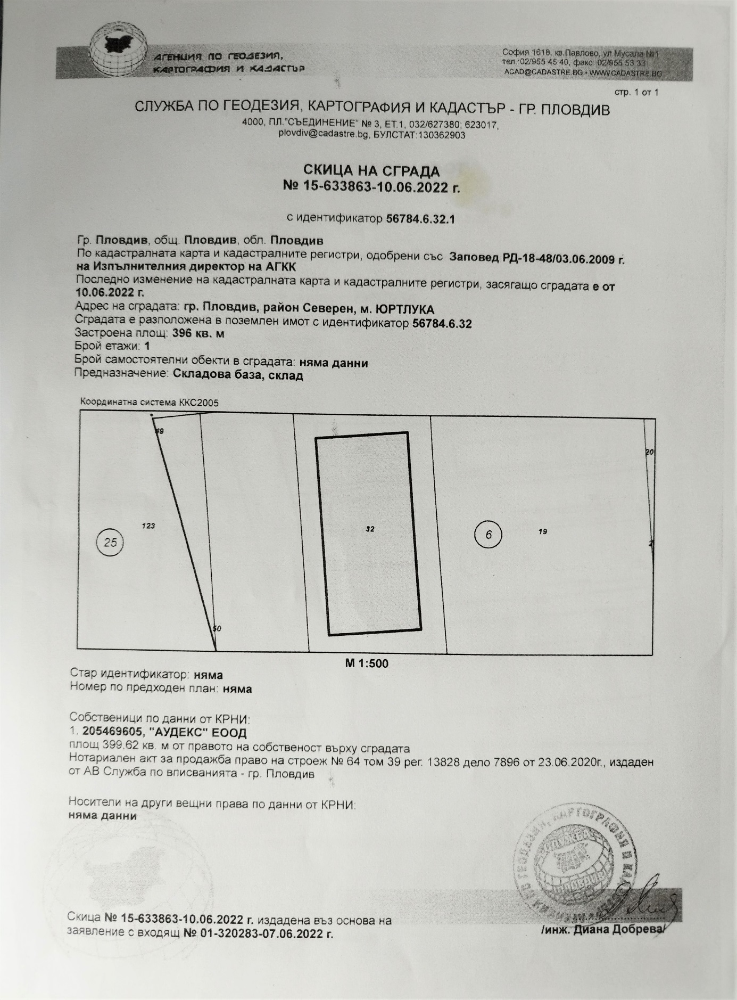 АГЕНЦИЯ ПО ГЕОДЕЗИЯ,
КАРТОГРАФИЯ И КАДАСТЪР
София 1618, кв.Павлово, ул.Мусала №1
тел.:02/955 45 40, факс: 02/955 53 33
ACAD@CADASTRE.BG • WWW.CADASTRE.BG
стр. 1 от 1
СЛУЖБА ПО ГЕОДЕЗИЯ, КАРТОГРАФИЯ И КАДАСТЪР - ГР. ПЛОВДИВ
4000, ПЛ."СЪЕДИНЕНИЕ" № 3, ЕТ.1, 032/627380; 623017,
plovdiv@cadastre.bg, БУЛСТАТ:130362903
СКИЦА НА СГРАДА
№ 15-633863-10.06.2022 г.
с идентификатор 56784.6.32.1
Гр. Пловдив, общ. Пловдив, обл. Пловдив
По кадастралната карта и кадастралните регистри, одобрени със Заповед РД-18-48/03.06.2009 г.
на Изпълнителния директор на АГКК
Последно изменение на кадастралната карта и кадастралните регистри, засягащо сградата е от
10.06.2022 г.
Адрес на сградата: гр. Пловдив, район Северен, м. ЮРТЛУКА
Сградата е разположена в поземлен имот с идентификатор 56784.6.32
Застроена площ: 396 кв. м
Брой етажи: 1
Брой самостоятелни обекти в сградата: няма данни
Предназначение: Складова база, склад
Координатна система ККС2005
49
20
123
25
32
6
19
50
М 1:500
Стар идентификатор: няма
Номер по предходен план: няма
Собственици по данни от КРНИ:
1. 205469605, "АУДЕКС" ЕООД
площ 399.62 кв. м от правото на собственост върху сградата
Нотариален акт за продажба право на строеж № 64 том 39 рег. 13828 дело 7896 от 23.06.2020г., издаден
от АВ Служба по вписванията - гр. Пловдив
Носители на други вещни права по данни от КРНИ:
няма данни
СЛУЖБА
ПЛОВДИВ
Скица № 15-633863-10.06.2022 г. издадена въз основа на
заявление с входящ № 01-320283-07.06.2022 г.
/инж. Диана Добрева/